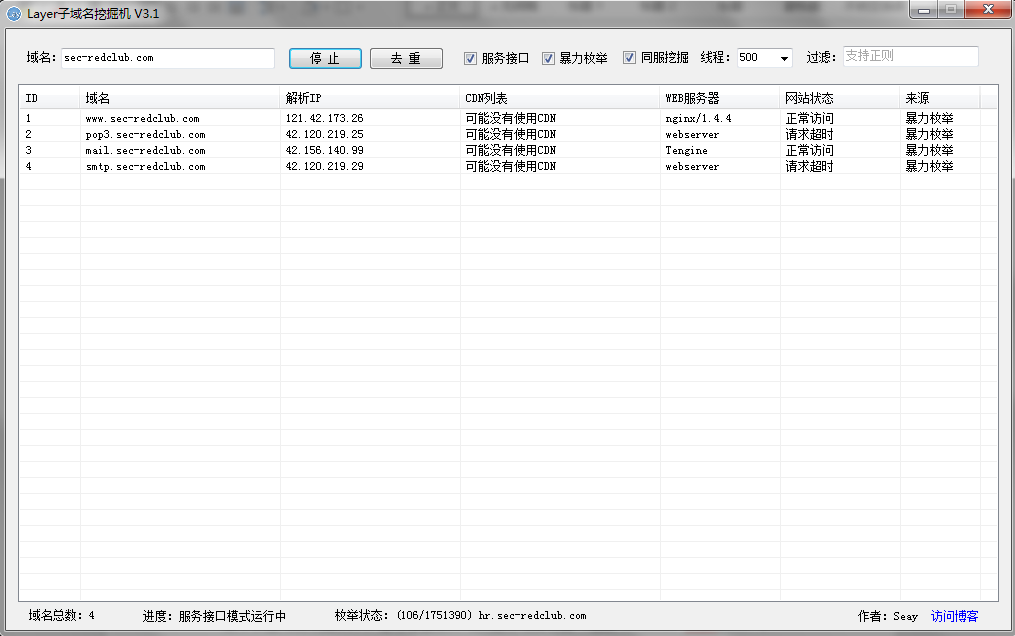 Layer子域名挖掘机 V3.1
域名: sec-redclub.com 停 止 去 重 服务接口 暴力枚举 同服挖掘 线程: 500 过滤: 支持正则
ID 域名 解析IP CDN列表 WEB服务器 网站状态 来源
1 www.sec-redclub.com 121.42.173.26 可能没有使用CDN nginx/1.4.4 正常访问 暴力枚举
2 pop3.sec-redclub.com 42.120.219.25 可能没有使用CDN webserver 请求超时 暴力枚举
3 mail.sec-redclub.com 42.156.140.99 可能没有使用CDN Tengine 正常访问 暴力枚举
4 smtp.sec-redclub.com 42.120.219.29 可能没有使用CDN webserver 请求超时 暴力枚举
域名总数: 4 进度: 服务接口模式运行中 枚举状态: (106/1751390) hr.sec-redclub.com 作者: Seay 访问博客